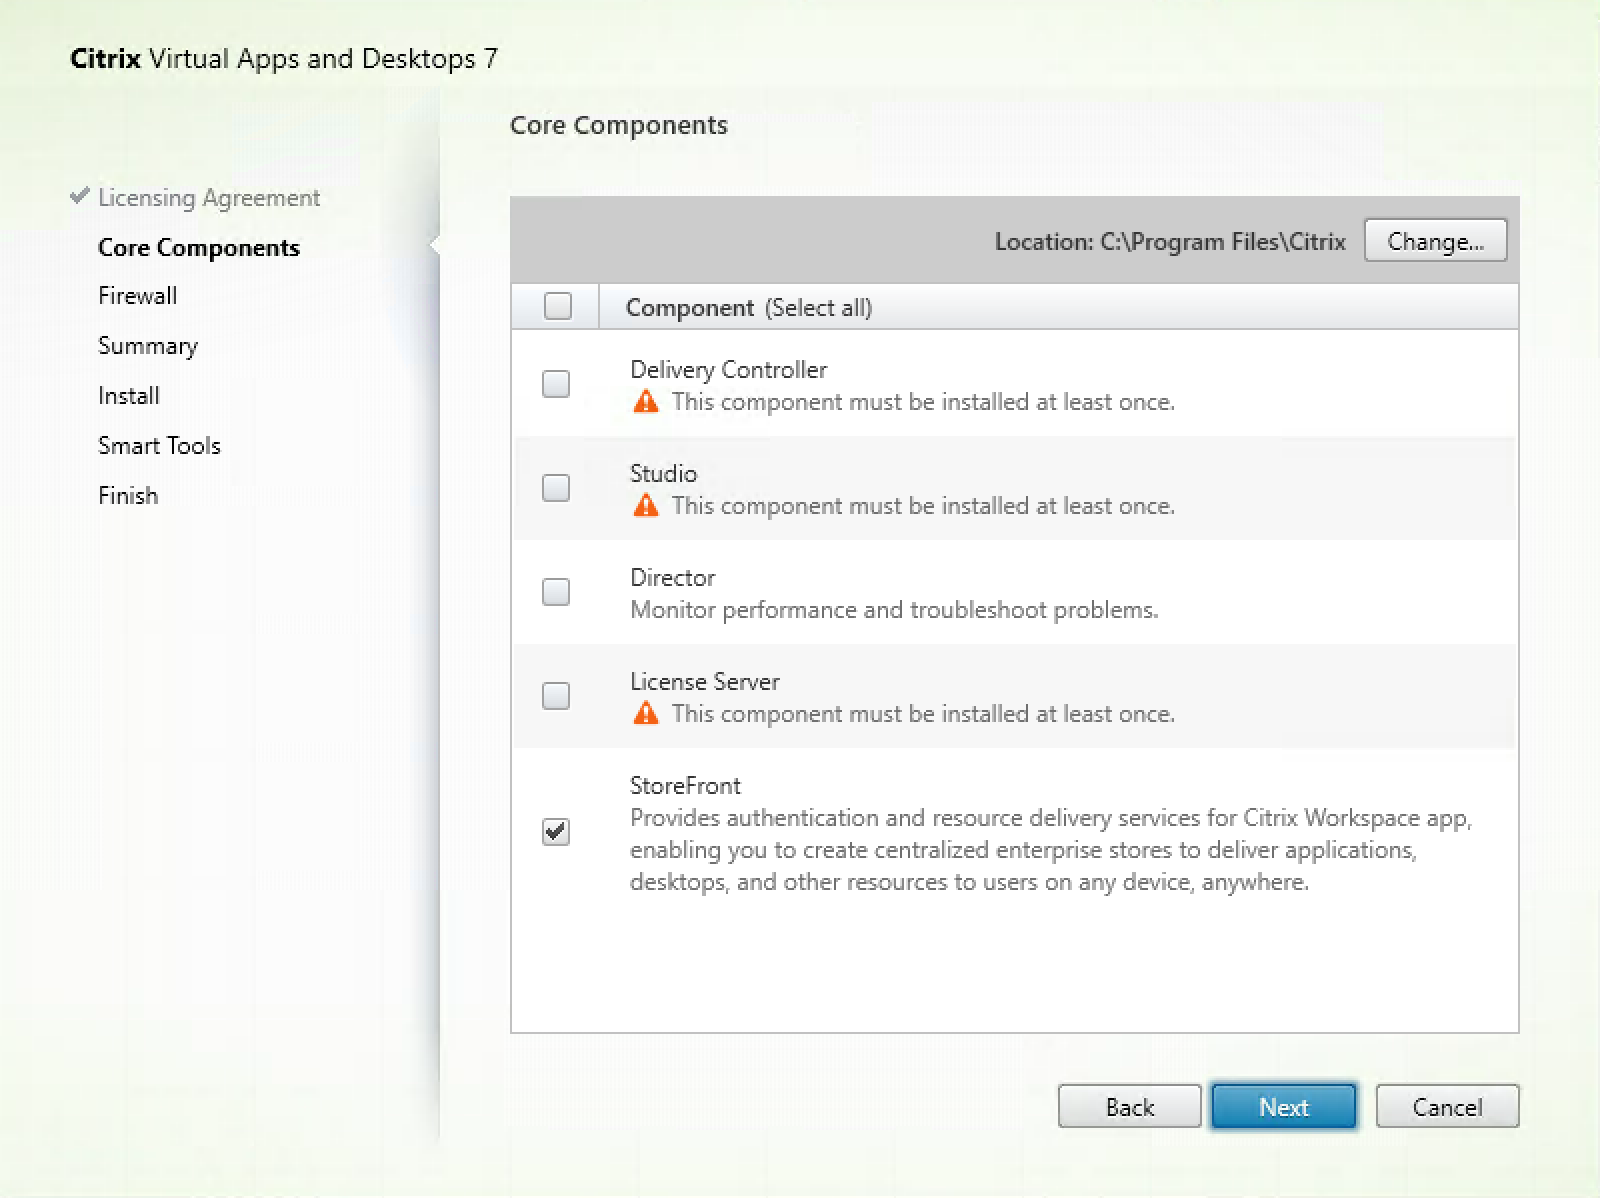 Citrix Virtual Apps and Desktops 7
Core Components
Licensing Agreement
Core Components
Firewall
Summary
Install
Smart Tools
Finish
Location: C:\Program Files\Citrix
Change...
Component (Select all)
Delivery Controller
This component must be installed at least once.
Studio
This component must be installed at least once.
Director
Monitor performance and troubleshoot problems.
License Server
This component must be installed at least once.
StoreFront
Provides authentication and resource delivery services for Citrix Workspace app,
enabling you to create centralized enterprise stores to deliver applications,
desktops, and other resources to users on any device, anywhere.
Back
Next
Cancel